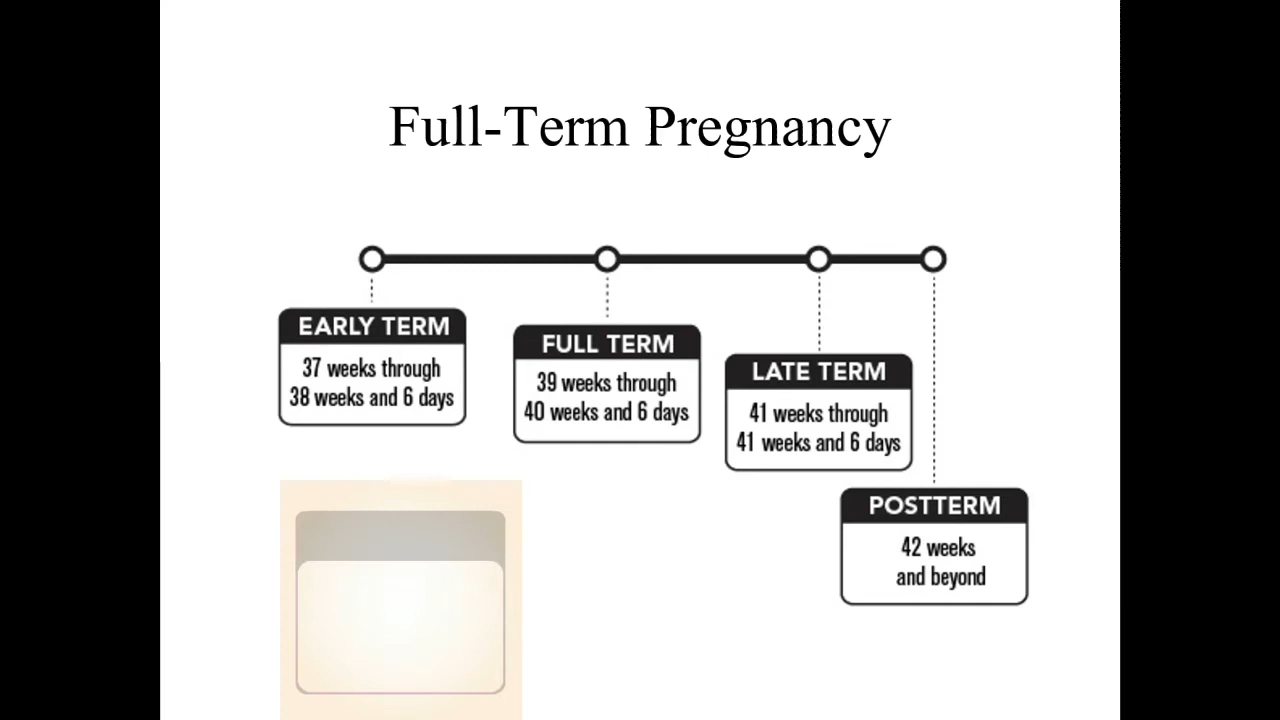 Full-Term Pregnancy
EARLY TERM
37 weeks through
38 weeks and 6 days
FULL TERM
39 weeks through
40 weeks and 6 days
LATE TERM
41 weeks through
41 weeks and 6 days
POSTTERM
42 weeks
and beyond